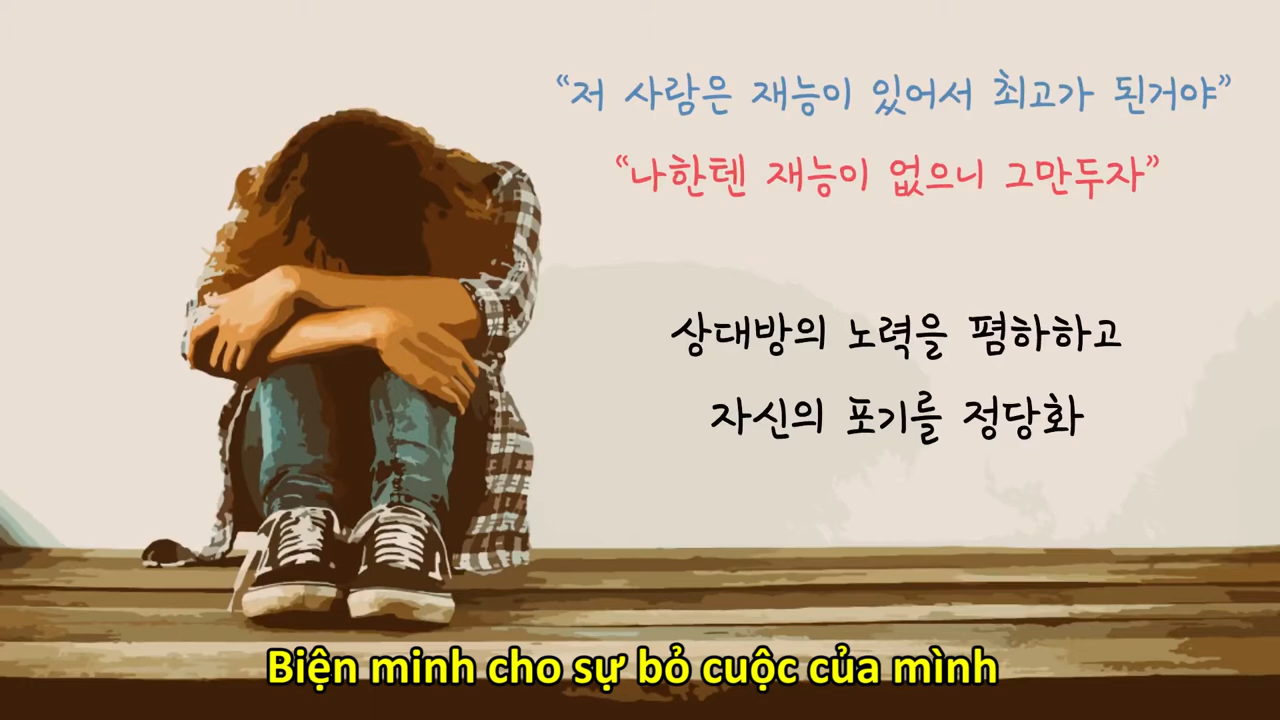 “저 사람은 재능이 있어서 최고가 된거야”
“나한텐 재능이 없으니 그만두자”
상대방의 노력을 폄하하고
자신의 포기를 정당화
Biện minh cho sự bỏ cuộc của mình